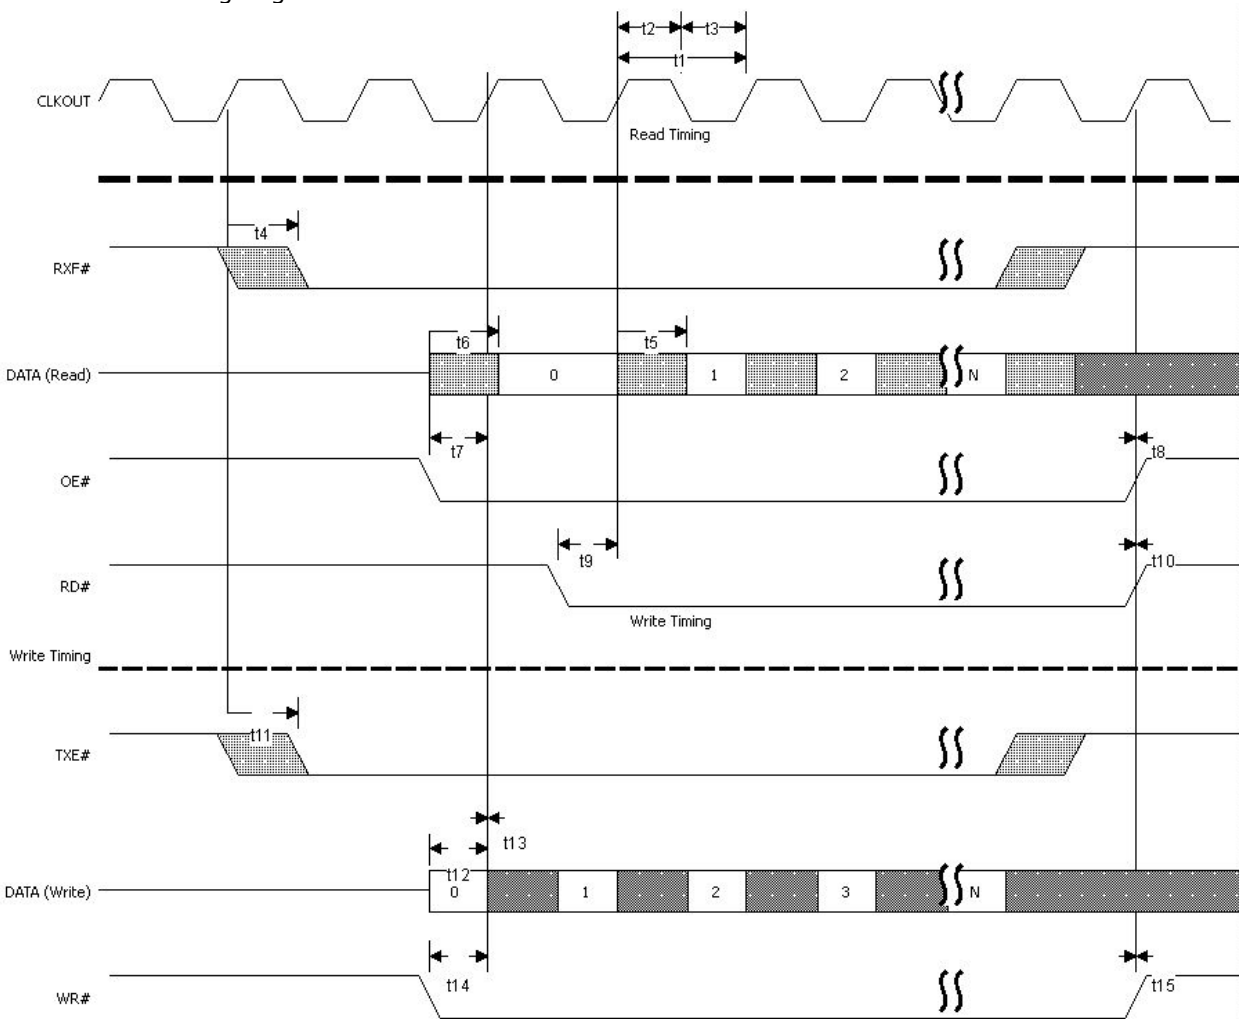 t2 t3
t1
CLKOUT
Read Timing
t4
RXF#
t6 t5
DATA (Read) 0 1 2 N
t7 t8
OE#
t9 t10
RD#
Write Timing
Write Timing
t11
TXE#
t13
t12
DATA (Write) 0 1 2 3 N
t14 t15
WR#